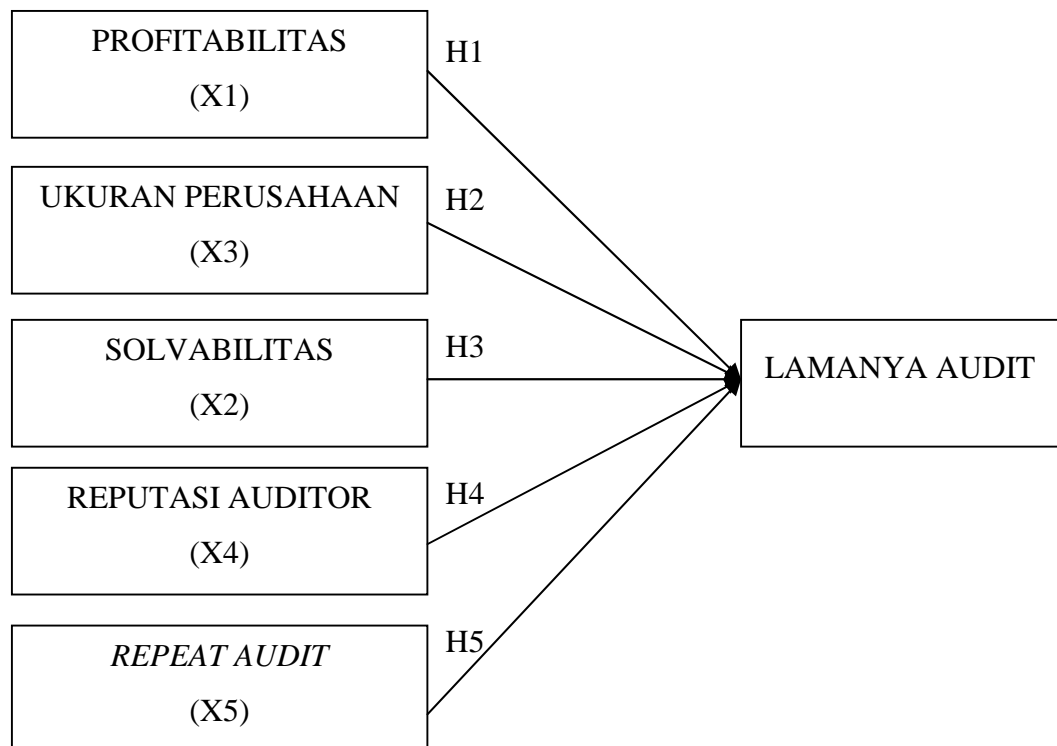 PROFITABILITAS
(X1)
H1
UKURAN PERUSAHAAN
(X3)
H2
SOLVABILITAS
(X2)
H3
LAMANYA AUDIT
REPUTASI AUDITOR
(X4)
H4
REPEAT AUDIT
(X5)
H5